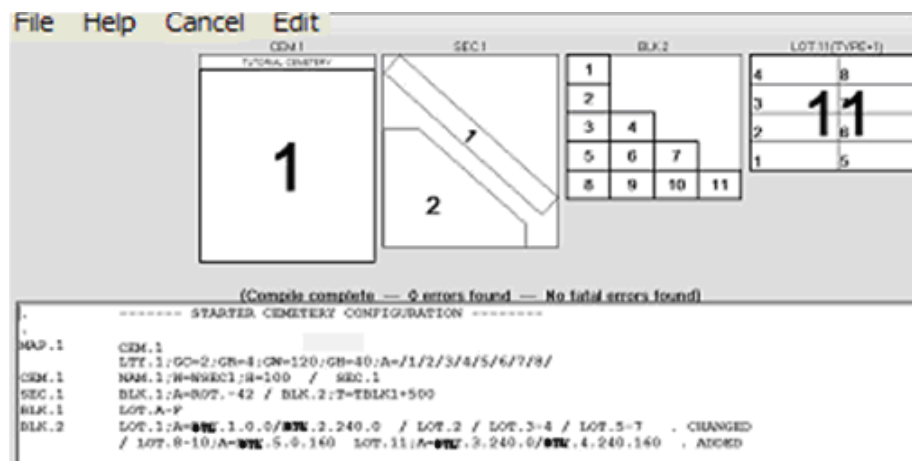 File Help Cancel Edit
CEM.1 SEC.1 BLK.2 LOT.11(TYPE=1)
TUTORIAL CEMETERY
1
1
2
1
2
3 4
5 6 7
8 9 10 11
4 8
3
11
2 6
1 5
(Compile complete --- 0 errors found --- No fatal errors found)
. ------- STARTER CEMETERY CONFIGURATION --------
.
MAP.1 CEM.1
LTY.1;GC=2;GR=4;GW=120;GH=40;A=/1/2/3/4/5/6/7/8/
CEM.1 NAM.1;W=WSEC1;H=100 / SEC.1
SEC.1 BLK.1;A=ROT.-42 / BLK.2;T=TBLK1+500
BLK.1 LOT.A-F
BLK.2 LOT.1;A=.1.0.0/.2.240.0 / LOT.2 / LOT.3-4 / LOT.5-7 . CHANGED
/ LOT.8-10;A=.5.0.160 LOT.11;A=.3.240.0/.4.240.160 . ADDED